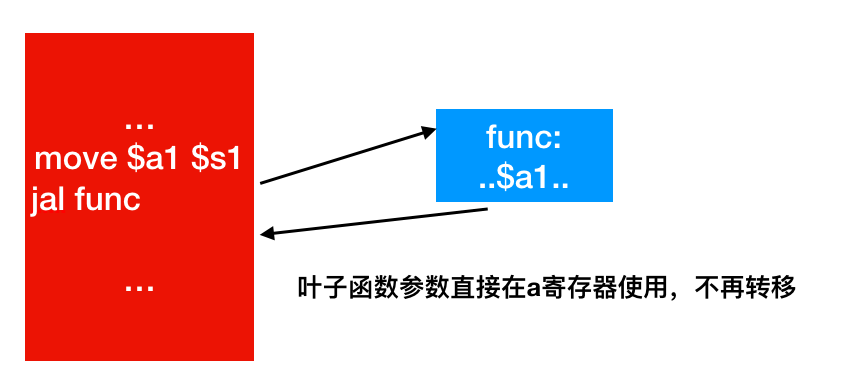 ...
move $a1 $s1
jal func
...
func:
..$a1..
叶子函数参数直接在a寄存器使用，不再转移